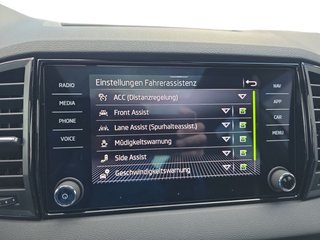 Einstellungen Fahrerassistenz
RADIO
MEDIA
PHONE
VOICE
ACC (Distanzregelung)
Front Assist
Lane Assist (Spurhalteassist.)
Müdigkeitswarnung
Side Assist
Geschwindigkeitswarnung
NAV
APP
CAR
MENU